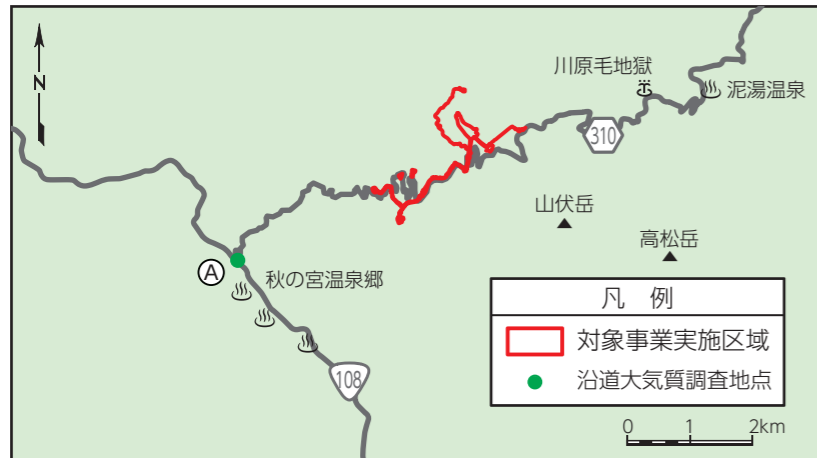 N
川原毛地獄
泥湯温泉
310
山伏岳
高松岳
A
秋の宮温泉郷
108
凡 例
対象事業実施区域
沿道大気質調査地点
0 1 2km